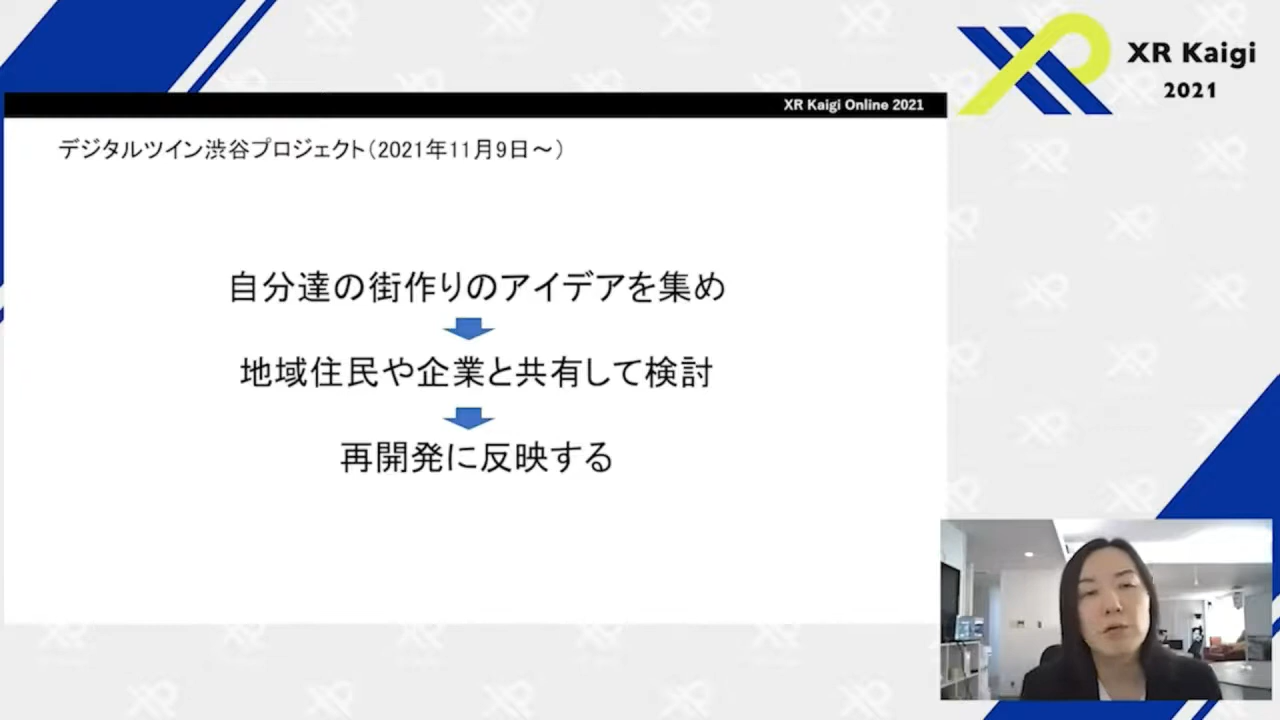 XR Kaigi
2021
XR Kaigi Online 2021
デジタルツイン渋谷プロジェクト（2021年11月9日～）
自分達の街作りのアイデアを集め
地域住民や企業と共有して検討
再開発に反映する